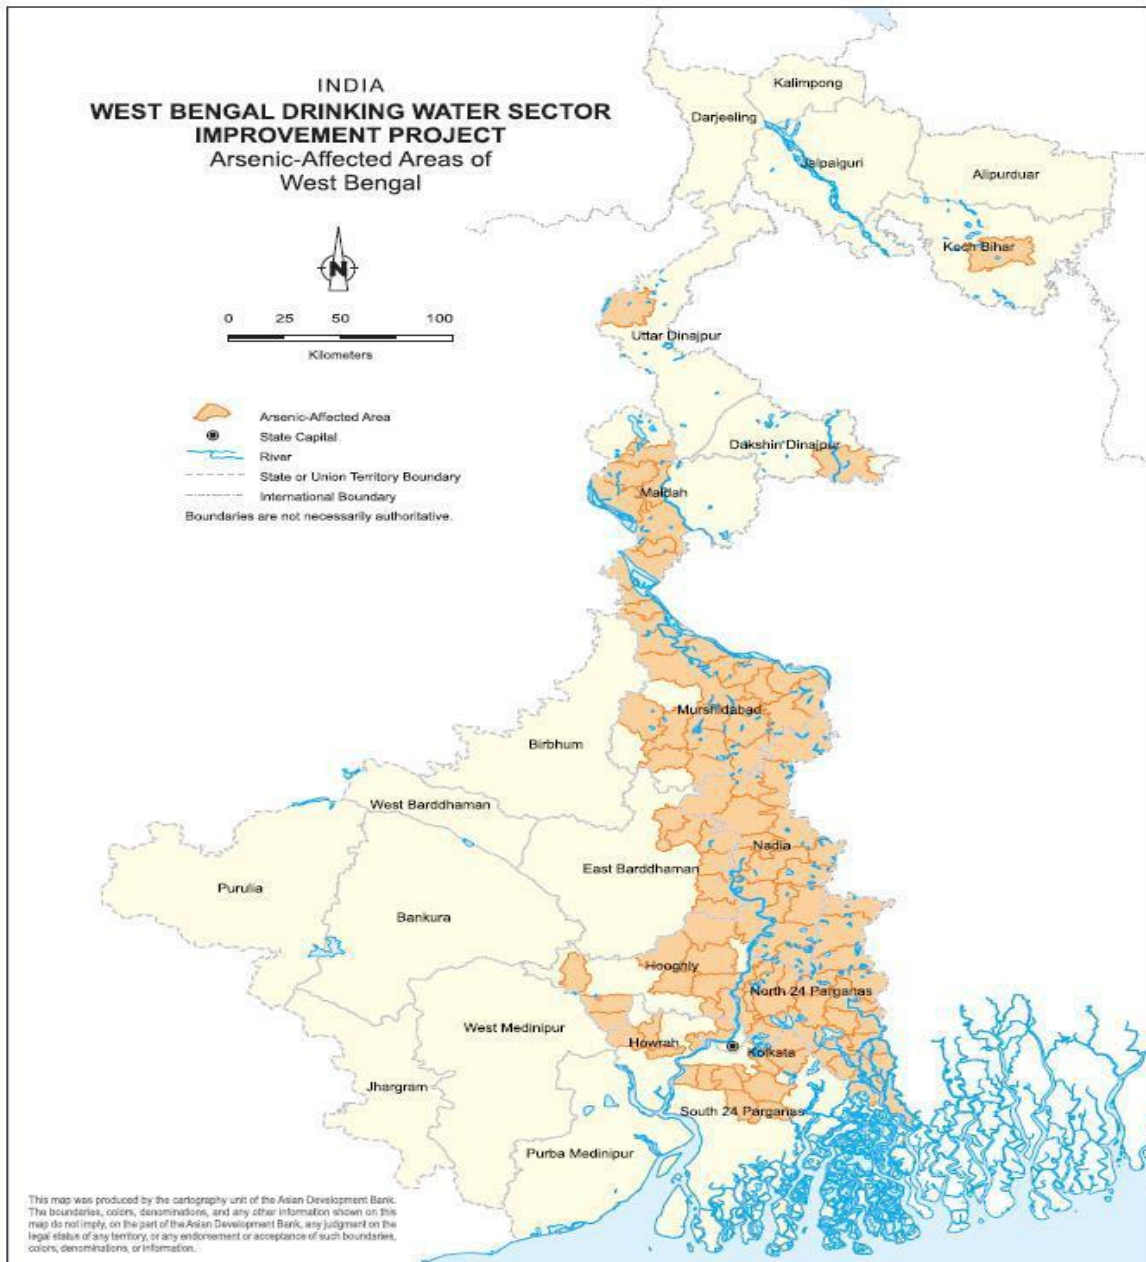 INDIA
WEST BENGAL DRINKING WATER SECTOR
IMPROVEMENT PROJECT
Arsenic-Affected Areas of
West Bengal
N
0 25 50 100
Kilometers
Arsenic-Affected Area
State Capital
River
State or Union Territory Boundary
International Boundary
Boundaries are not necessarily authoritative.
Kalimpong
Darjeeling
Jalpaiguri
Alipurduar
Koch Bihar
Uttar Dinajpur
Dakshin Dinajpur
Maldah
Murshidabad
Birbhum
West Barddhaman
Nadia
East Barddhaman
Purulia
Bankura
Hooghly
North 24 Parganas
West Medinipur
Howrah
Kolkata
Jhargram
South 24 Parganas
Purba Medinipur
This map was produced by the cartography unit of the Asian Development Bank.
The boundaries, colors, denominations, and any other information shown on this
map do not imply, on the part of the Asian Development Bank, any judgment on the
legal status of any territory, or any endorsement or acceptance of such boundaries,
colors, denominations, or information.